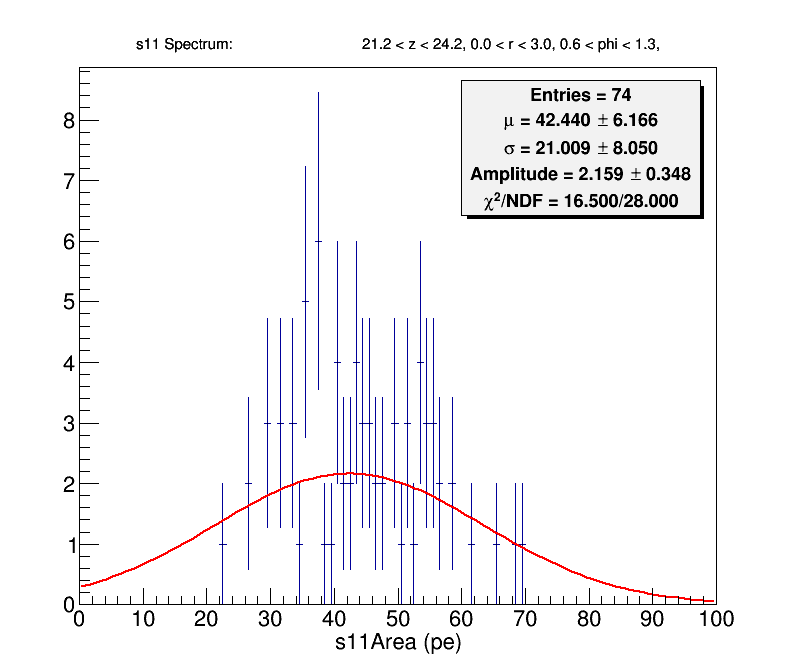 s11 Spectrum: 21.2 < z < 24.2, 0.0 < r < 3.0, 0.6 < phi < 1.3,
Entries = 74
μ = 42.440 ± 6.166
σ = 21.009 ± 8.050
Amplitude = 2.159 ± 0.348
χ²/NDF = 16.500/28.000
8
7
6
5
4
3
2
1
0
0 10 20 30 40 50 60 70 80 90 100
s11Area (pe)